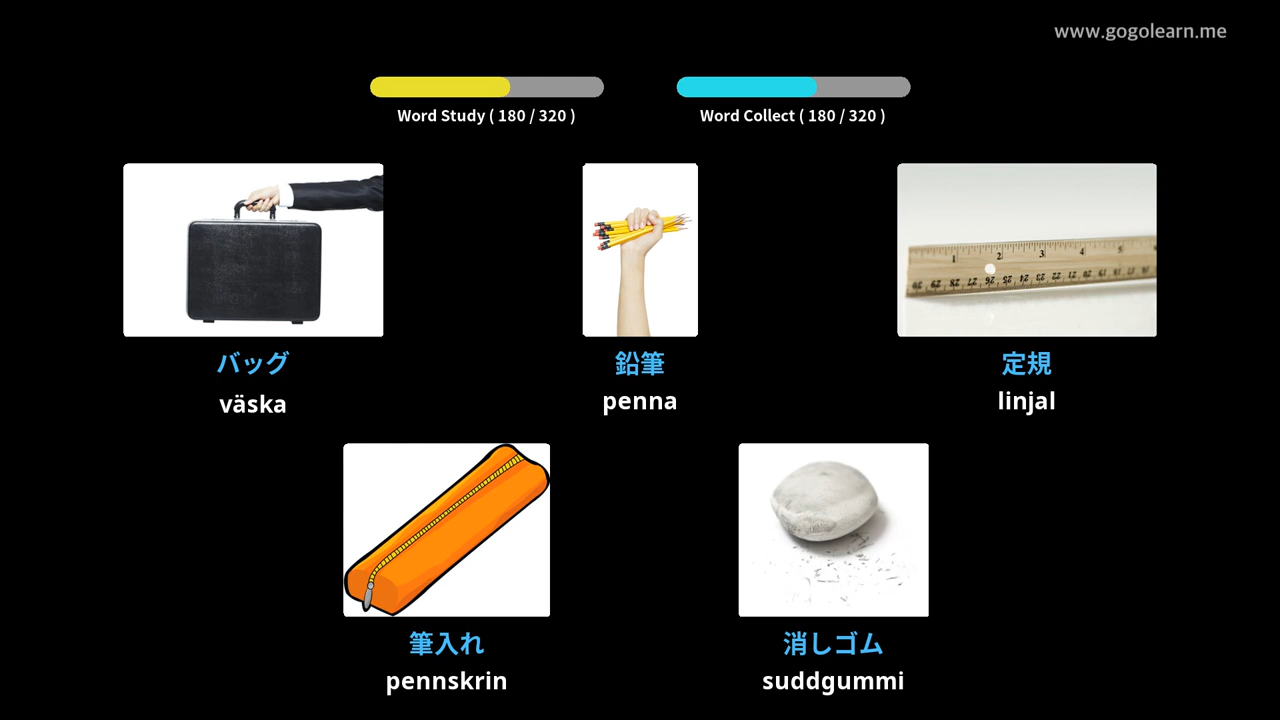 www.gogolearn.me
Word Study ( 180 / 320 )
Word Collect ( 180 / 320 )
バッグ
väska
鉛筆
penna
定規
linjal
筆入れ
pennskrin
消しゴム
suddgummi